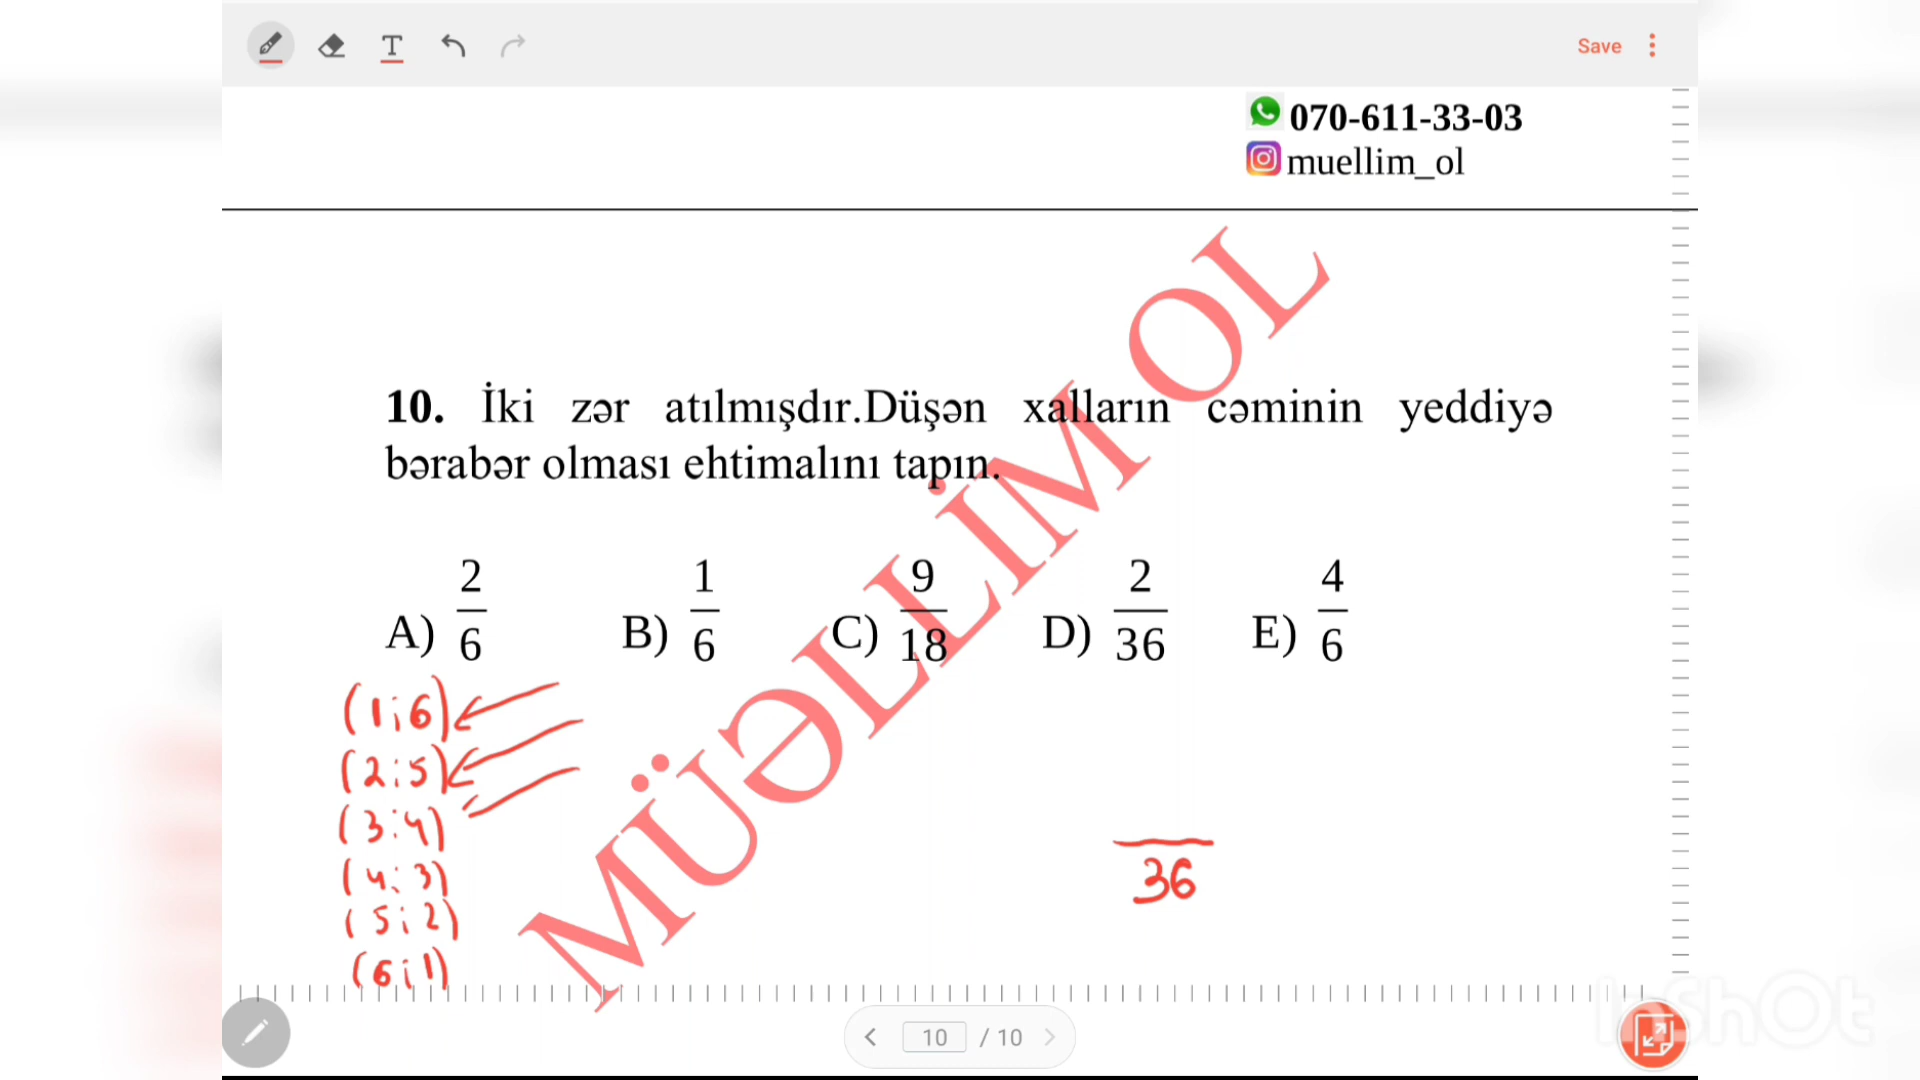 Save
070-611-33-03
muellim_ol
10. İki zər atılmışdır.Düşən xalların cəminin yeddiyə
bərabər olması ehtimalını tapın.
A) 2/6 B) 1/6 C) 9/18 D) 2/36 E) 4/6
(1;6)
(2;5)
(3;4)
(4;3)
(5;2)
(6;1)
36
MÜƏLLİM OL
10 / 10
InShOt